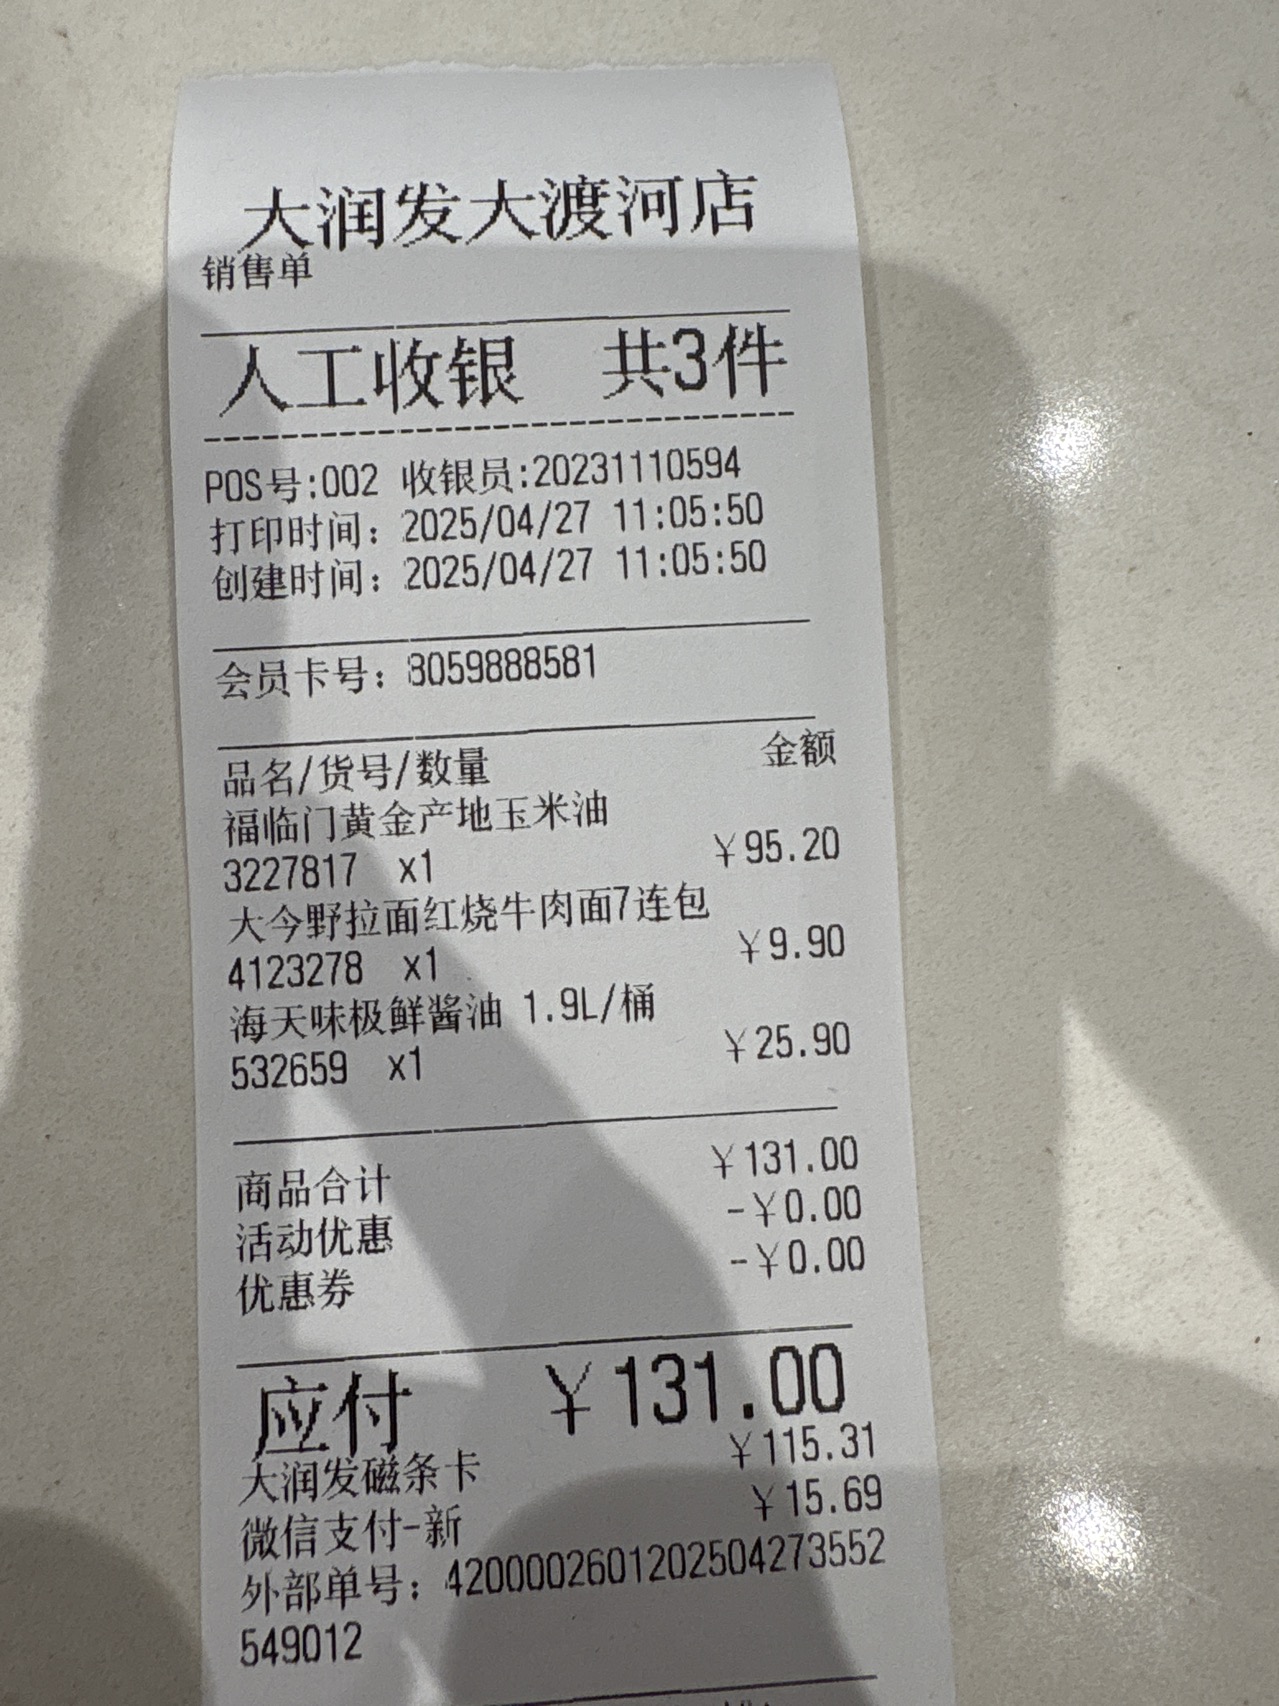 大润发大渡河店
销售单
人工收银 共3件
POS号:002 收银员:20231110594
打印时间: 2025/04/27 11:05:50
创建时间: 2025/04/27 11:05:50
会员卡号: 8059888581
品名/货号/数量 金额
福临门黄金产地玉米油
3227817 x1 ￥95.20
大今野拉面红烧牛肉面7连包
4123278 x1 ￥9.90
海天味极鲜酱油 1.9L/桶
532659 x1 ￥25.90
商品合计 ￥131.00
活动优惠 -￥0.00
优惠券 -￥0.00
应付 ￥131.00
大润发磁条卡 ￥115.31
微信支付-新 ￥15.69
外部单号: 4200002601202504273552
549012